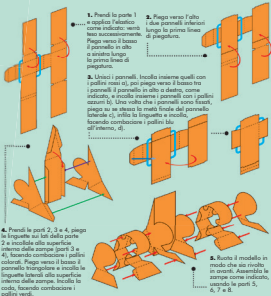 1. Prendi la parte 1
e applica l'elastico
come indicato: verrà
teso successivamente.
Piega verso il basso
il pannello in alto
a sinistra lungo
la prima linea di
piegatura.
2. Piega verso l'alto
i due pannelli inferiori
lungo la prima linea di
piegatura.
3. Unisci i pannelli. Incolla insieme quelli con
i pallini rossi a), poi piega verso il basso tra
i pannelli quello in alto a destra, come
indicato, e incolla insieme i pannelli con i pallini
azzurri b). Una volta che i pannelli sono fissati,
piega su se stessa la metà finale del pannello
laterale c), infila la linguetta e incolla,
facendo combaciare i pallini blu
all'interno, d).
4. Prendi le parti 2, 3 e 4, piega
le linguette sui lati della parte
2 e incollale alla superficie
interna delle zampe (parti 3 e
4), facendo combaciare i pallini
colorati. Piega verso il basso il
pannello triangolare e incolla le
linguette laterali alla superficie
interna delle zampe. Incolla la
coda, facendo combaciare i
pallini verdi.
5. Ruota il modello in
modo che sia rivolto
in avanti. Assembla le
zampe come indicato,
usando le parti 5,
6, 7 e 8.